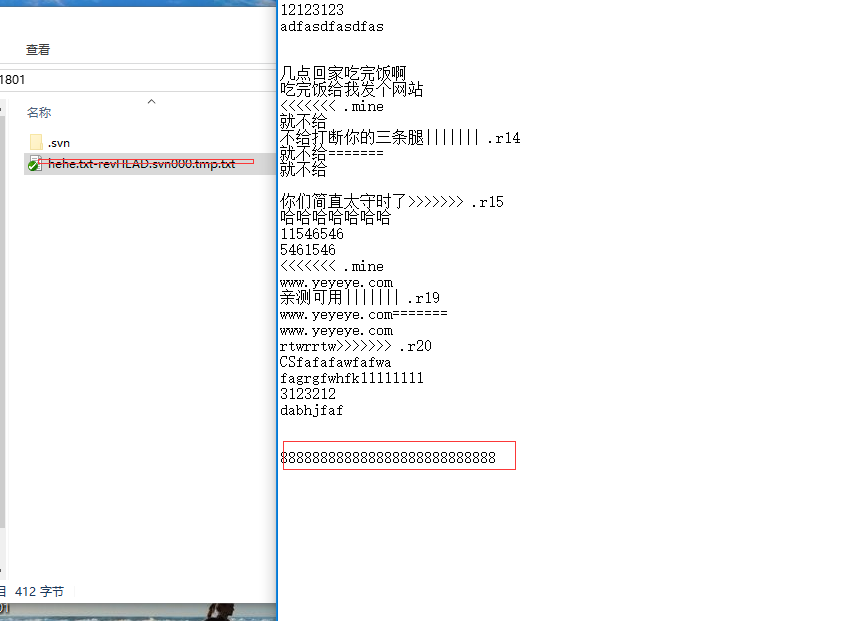 查看
1801
名称
.svn
hehe.txt-revHEAD.svn000.tmp.txt
412 字节
12123123
adfasdfasdfas
几点回家吃完饭啊
吃完饭给我发个网站
<<<<<<< .mine
就不给
不给打断你的三条腿||||||| .r14
就不给=======
就不给
你们简直太守时了>>>>>>> .r15
哈哈哈哈哈哈哈
11546546
5461546
<<<<<<< .mine
www.yeyeye.com
亲测可用||||||| .r19
www.yeyeye.com=======
www.yeyeye.com
rtwrrtw>>>>>>> .r20
CSfafafawfafwa
fagrgfwhfklllllllll
3123212
dabhjfaf
888888888888888888888888888